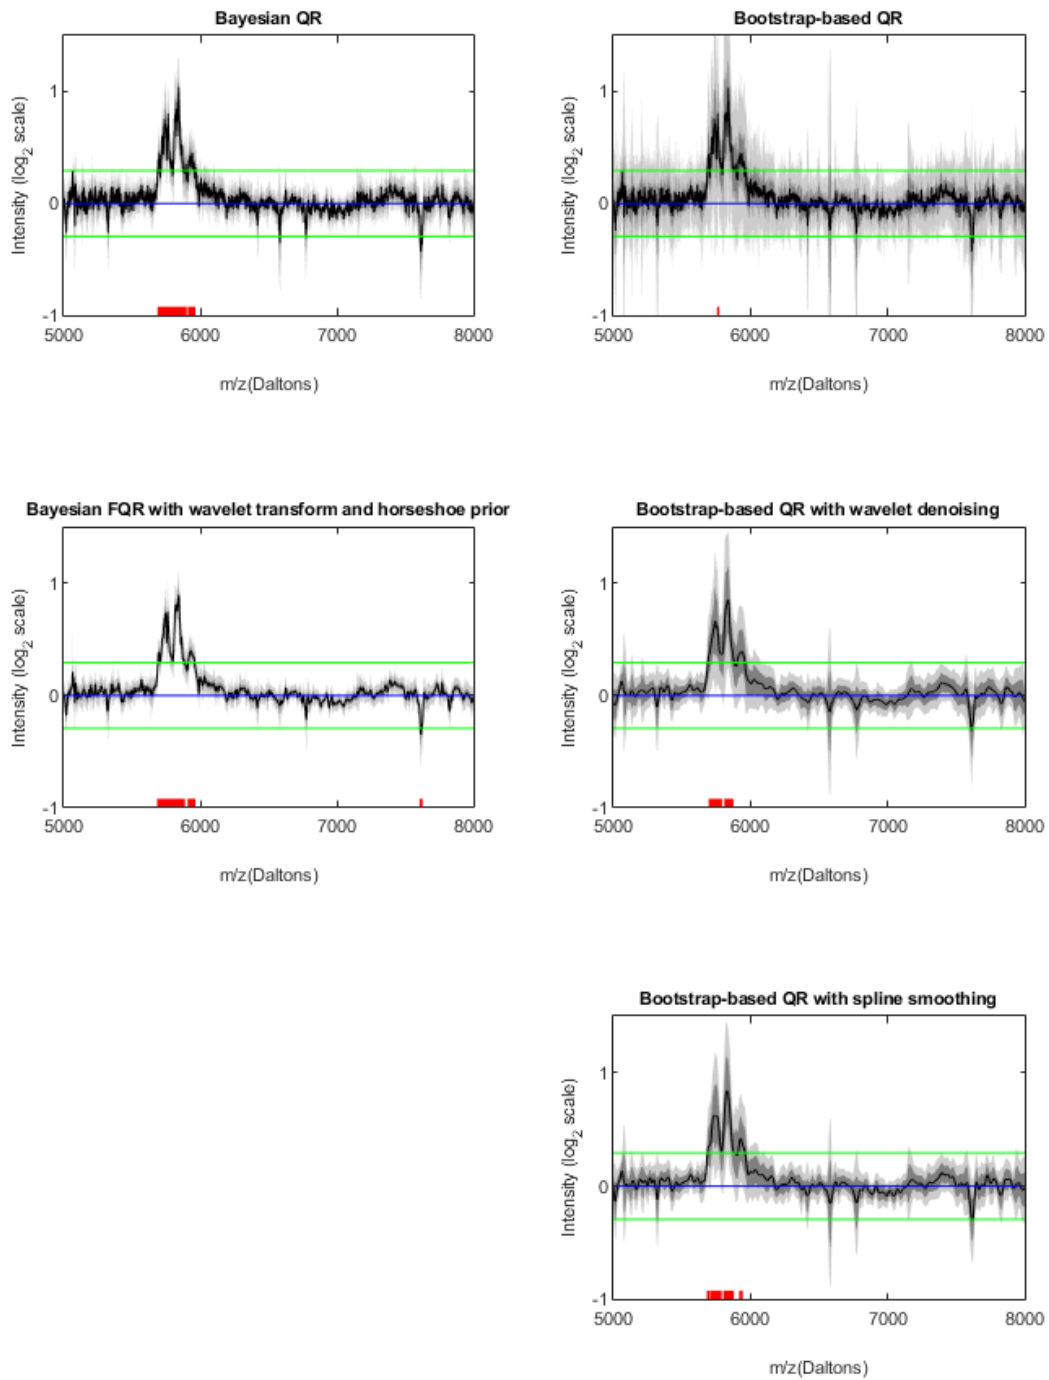 Bayesian QR
Intensity (log2 scale)
1
0
-1
5000 6000 7000 8000
m/z(Daltons)
Bootstrap-based QR
Intensity (log2 scale)
1
0
-1
5000 6000 7000 8000
m/z(Daltons)
Bayesian FQR with wavelet transform and horseshoe prior
Intensity (log2 scale)
1
0
-1
5000 6000 7000 8000
m/z(Daltons)
Bootstrap-based QR with wavelet denoising
Intensity (log2 scale)
1
0
-1
5000 6000 7000 8000
m/z(Daltons)
Bootstrap-based QR with spline smoothing
Intensity (log2 scale)
1
0
-1
5000 6000 7000 8000
m/z(Daltons)